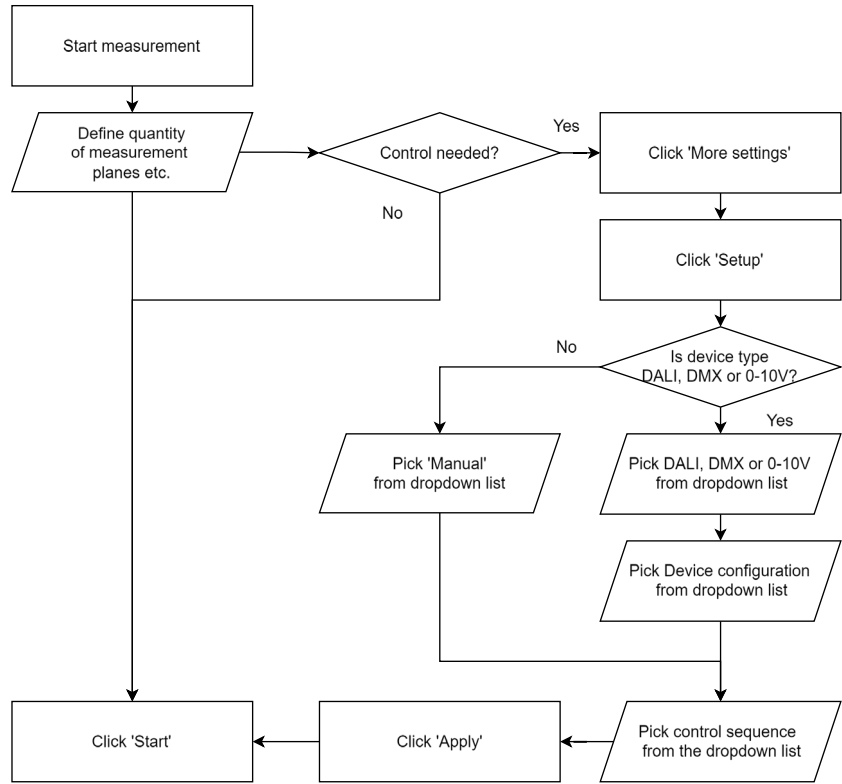 Start measurement
Define quantity
of measurement
planes etc.
Control needed?
Yes
No
Click 'More settings'
Click 'Setup'
Is device type
DALI, DMX or 0-10V?
No
Yes
Pick 'Manual'
from dropdown list
Pick DALI, DMX or 0-10V
from dropdown list
Pick Device configuration
from dropdown list
Pick control sequence
from the dropdown list
Click 'Apply'
Click 'Start'